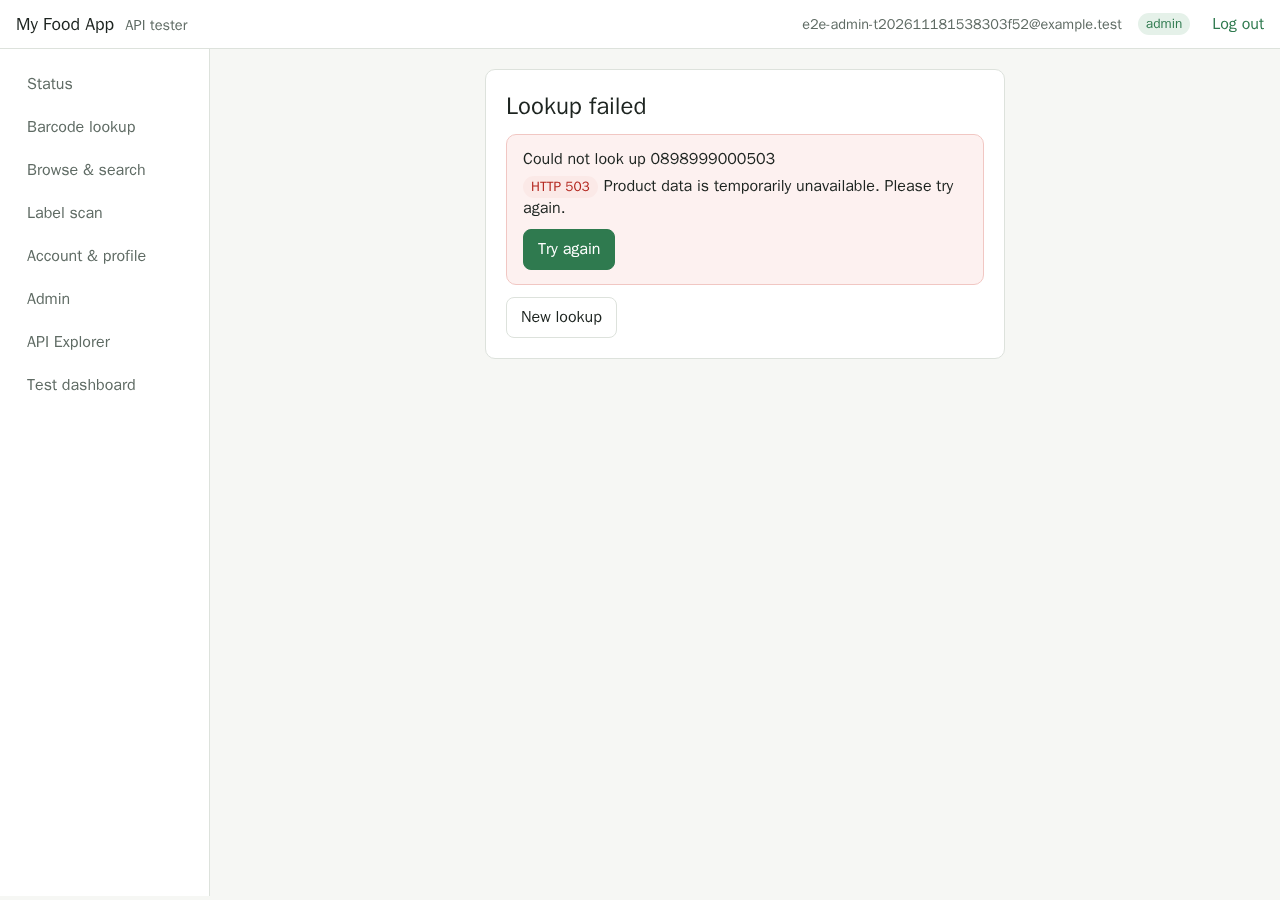 My Food App API tester
e2e-admin-t202611181538303f52@example.test admin Log out
Status
Barcode lookup
Browse & search
Label scan
Account & profile
Admin
API Explorer
Test dashboard
Lookup failed
Could not look up 0898999000503
HTTP 503 Product data is temporarily unavailable. Please try
again.
Try again
New lookup